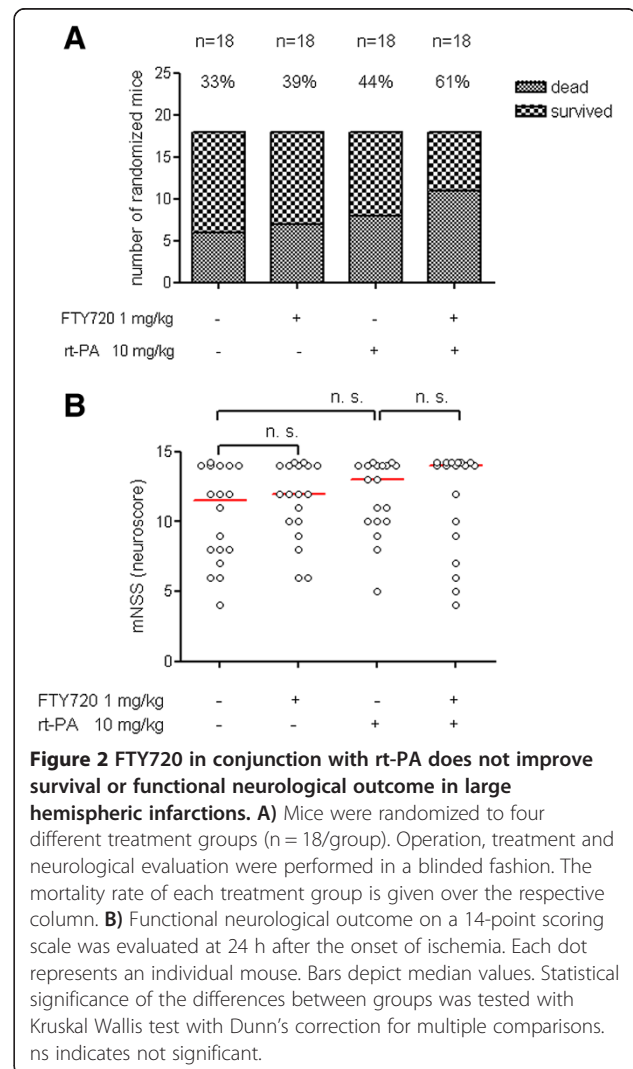 A
n=18 n=18 n=18 n=18
33% 39% 44% 61%
dead
survived
number of randomized mice
25
20
15
10
5
0
FTY720 1 mg/kg - + - +
rt-PA 10 mg/kg - - + +
B
n. s. n. s.
n. s.
mNSS (neuroscore)
15
10
5
0
FTY720 1 mg/kg - + - +
rt-PA 10 mg/kg - - + +
Figure 2 FTY720 in conjunction with rt-PA does not improve
survival or functional neurological outcome in large
hemispheric infarctions. A) Mice were randomized to four
different treatment groups (n = 18/group). Operation, treatment and
neurological evaluation were performed in a blinded fashion. The
mortality rate of each treatment group is given over the respective
column. B) Functional neurological outcome on a 14-point scoring
scale was evaluated at 24 h after the onset of ischemia. Each dot
represents an individual mouse. Bars depict median values. Statistical
significance of the differences between groups was tested with
Kruskal Wallis test with Dunn's correction for multiple comparisons.
ns indicates not significant.